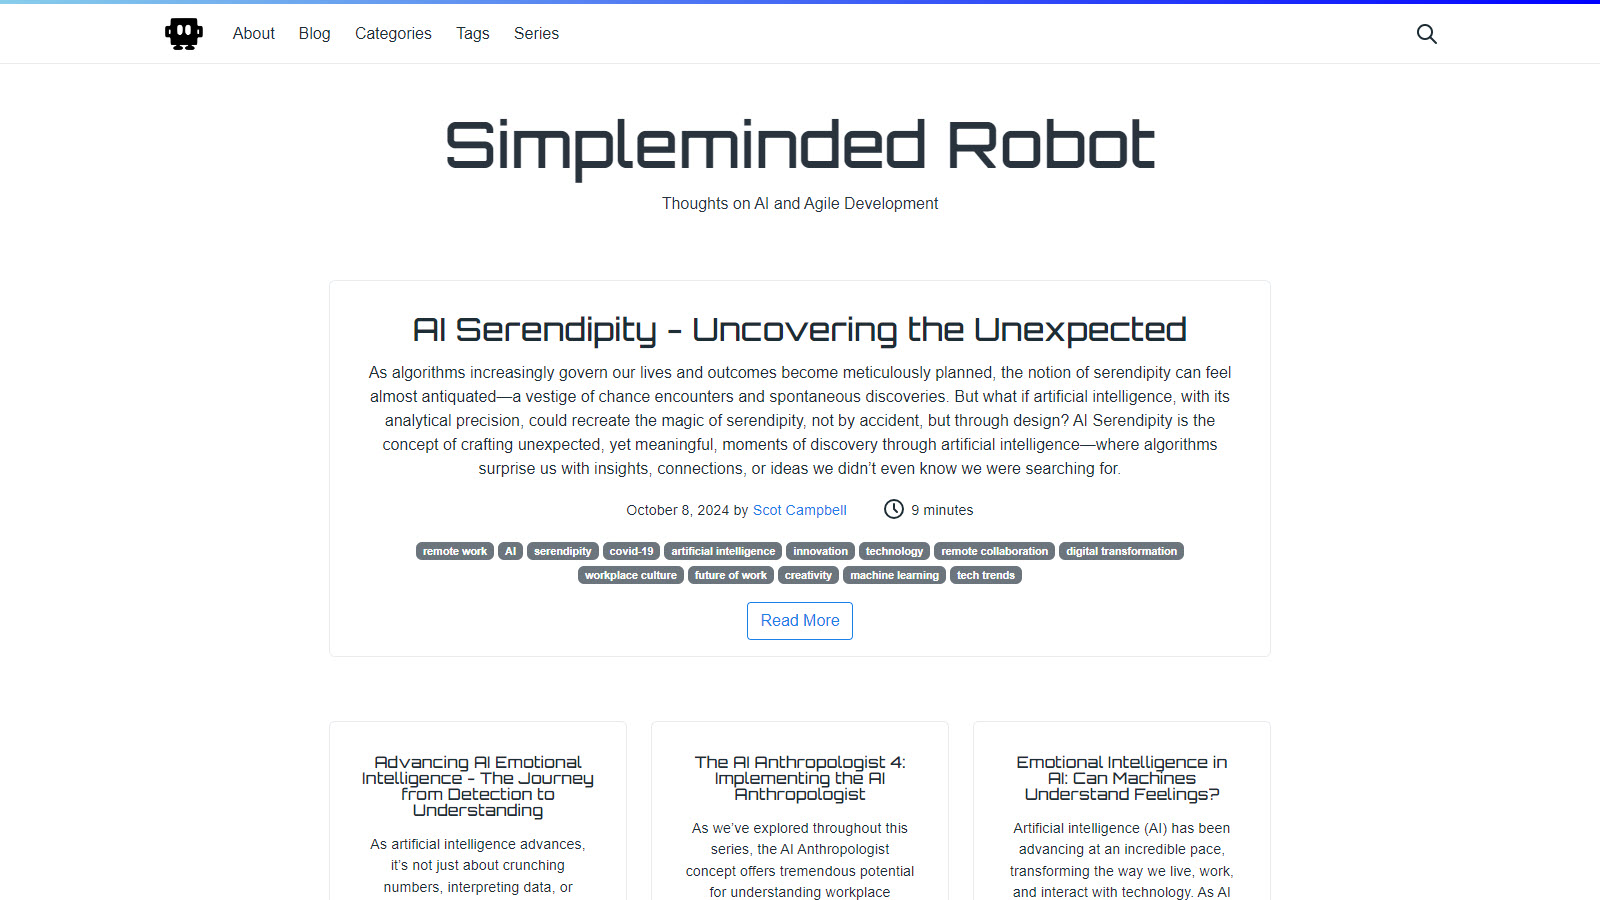 About Blog Categories Tags Series
Simpleminded Robot
Thoughts on AI and Agile Development
AI Serendipity - Uncovering the Unexpected
As algorithms increasingly govern our lives and outcomes become meticulously planned, the notion of serendipity can feel
almost antiquated—a vestige of chance encounters and spontaneous discoveries. But what if artificial intelligence, with its
analytical precision, could recreate the magic of serendipity, not by accident, but through design? AI Serendipity is the
concept of crafting unexpected, yet meaningful, moments of discovery through artificial intelligence—where algorithms
surprise us with insights, connections, or ideas we didn’t even know we were searching for.
October 8, 2024 by Scot Campbell 9 minutes
remote work AI serendipity covid-19 artificial intelligence innovation technology remote collaboration digital transformation
workplace culture future of work creativity machine learning tech trends
Read More
Advancing AI Emotional
Intelligence - The Journey
from Detection to
Understanding
As artificial intelligence advances,
it’s not just about crunching
numbers, interpreting data, or
The AI Anthropologist 4:
Implementing the AI
Anthropologist
As we’ve explored throughout this
series, the AI Anthropologist
concept offers tremendous potential
for understanding workplace
Emotional Intelligence in
AI: Can Machines
Understand Feelings?
Artificial intelligence (AI) has been
advancing at an incredible pace,
transforming the way we live, work,
and interact with technology. As AI